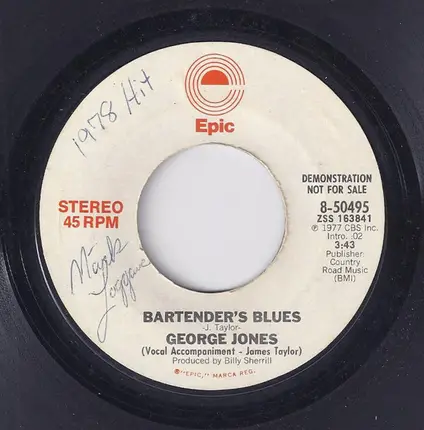 1978 Hit
Epic
STEREO
45 RPM
DEMONSTRATION
NOT FOR SALE
8-50495
ZSS 163841
℗ 1977 CBS Inc.
Intro. :02
3:43
Publisher:
Country
Road Music
(BMI)
Mark
BARTENDER'S BLUES
-J. Taylor-
GEORGE JONES
(Vocal Accompaniment - James Taylor)
Produced by Billy Sherrill
®"EPIC," MARCA REG.